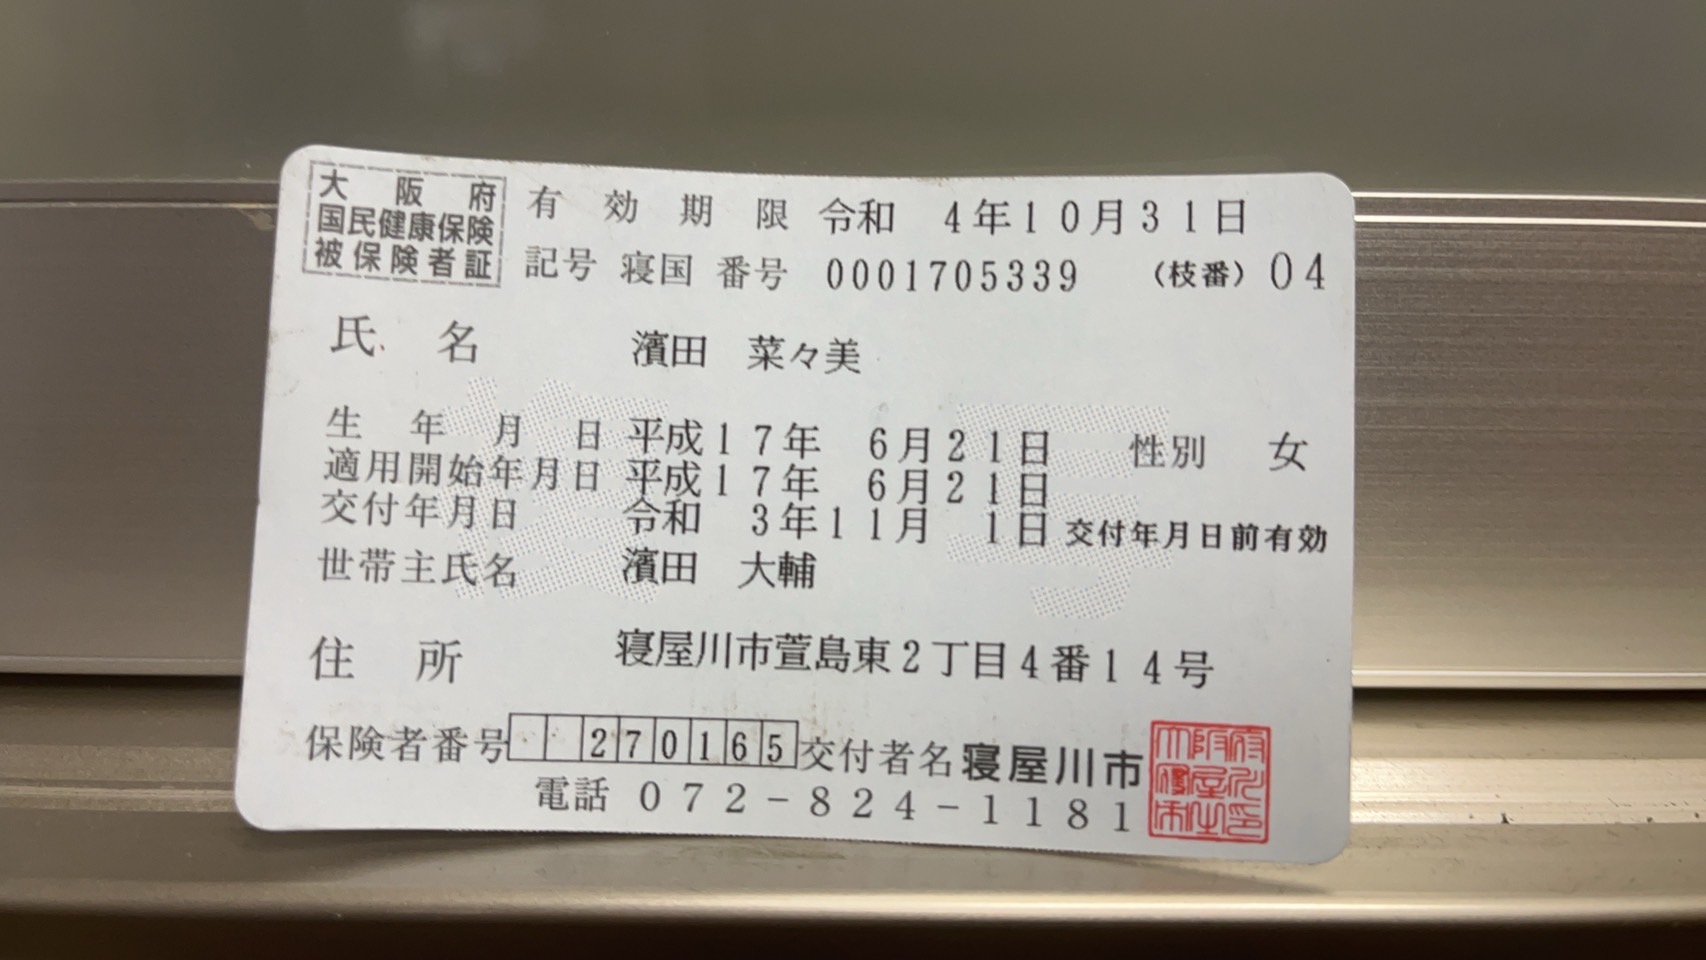 大阪府
国民健康保険
被保険者証
有効期限 令和 4年10月31日
記号 寝国 番号 0001705339 (枝番) 04
氏名 濱田 菜々美
生年月日 平成17年 6月21日 性別 女
適用開始年月日 平成17年 6月21日
交付年月日 令和 3年11月 1日 交付年月日前有効
世帯主氏名 濱田 大輔
住所 寝屋川市萱島東2丁目4番14号
保険者番号 270165 交付者名 寝屋川市
電話 072-824-1181